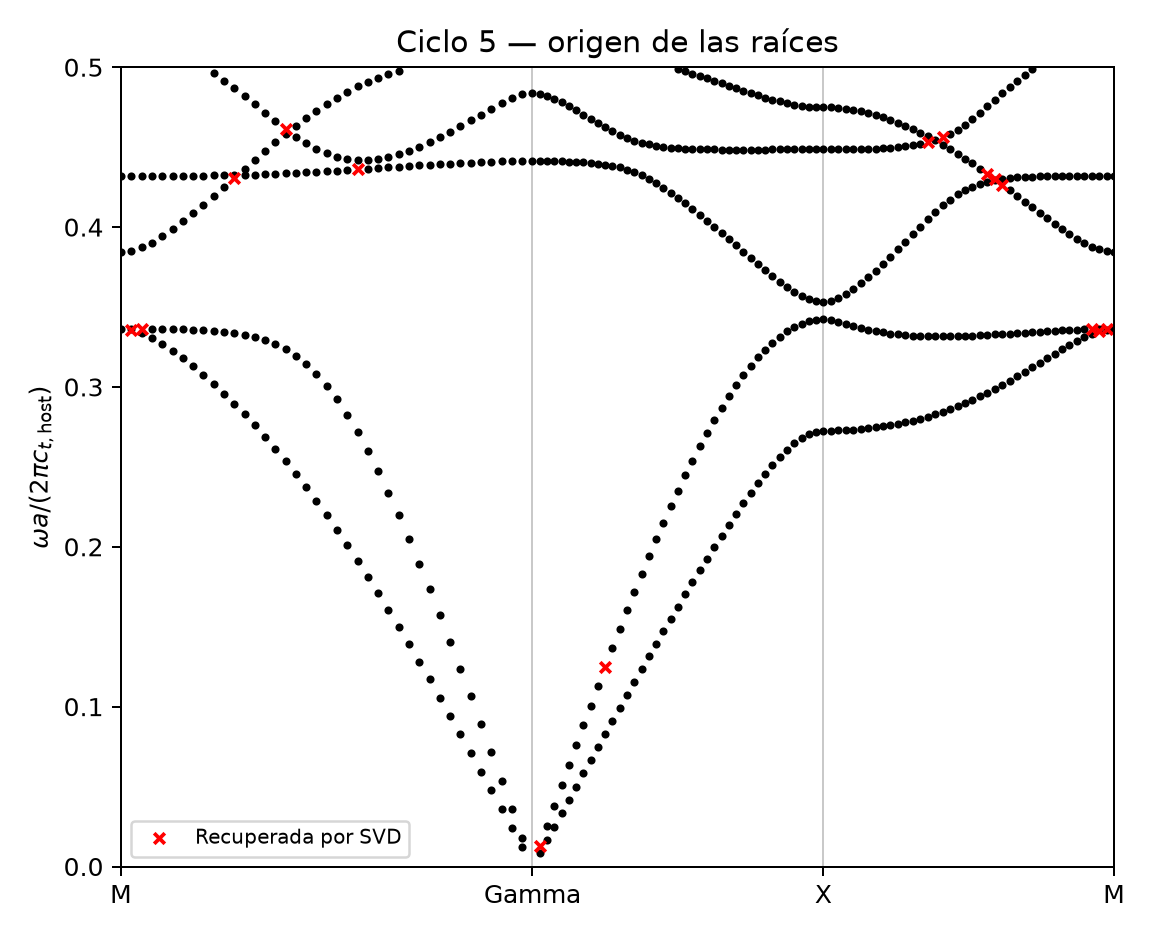 Ciclo 5 — origen de las raíces
0.5
0.4
0.3
0.2
0.1
0.0
ωa/(2πc_{t, host})
Recuperada por SVD
M Gamma X M